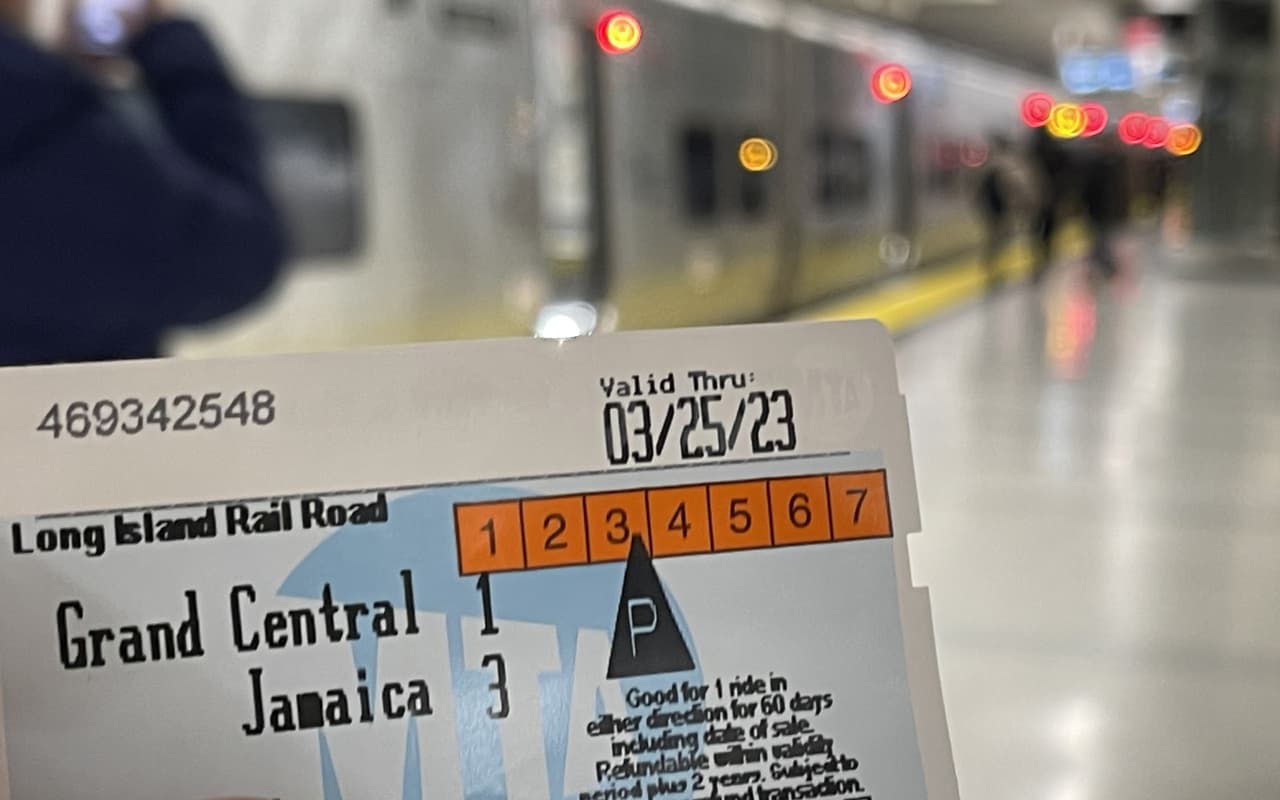 469342548
Valid Thru:
03/25/23
Long Island Rail Road
1 2 3 4 5 6 7
Grand Central 1
Jamaica 3
P
MTA
Good for 1 ride in
either direction for 60 days
including date of sale.
Refundable within validity
period plus 2 years. Subject to
transaction.